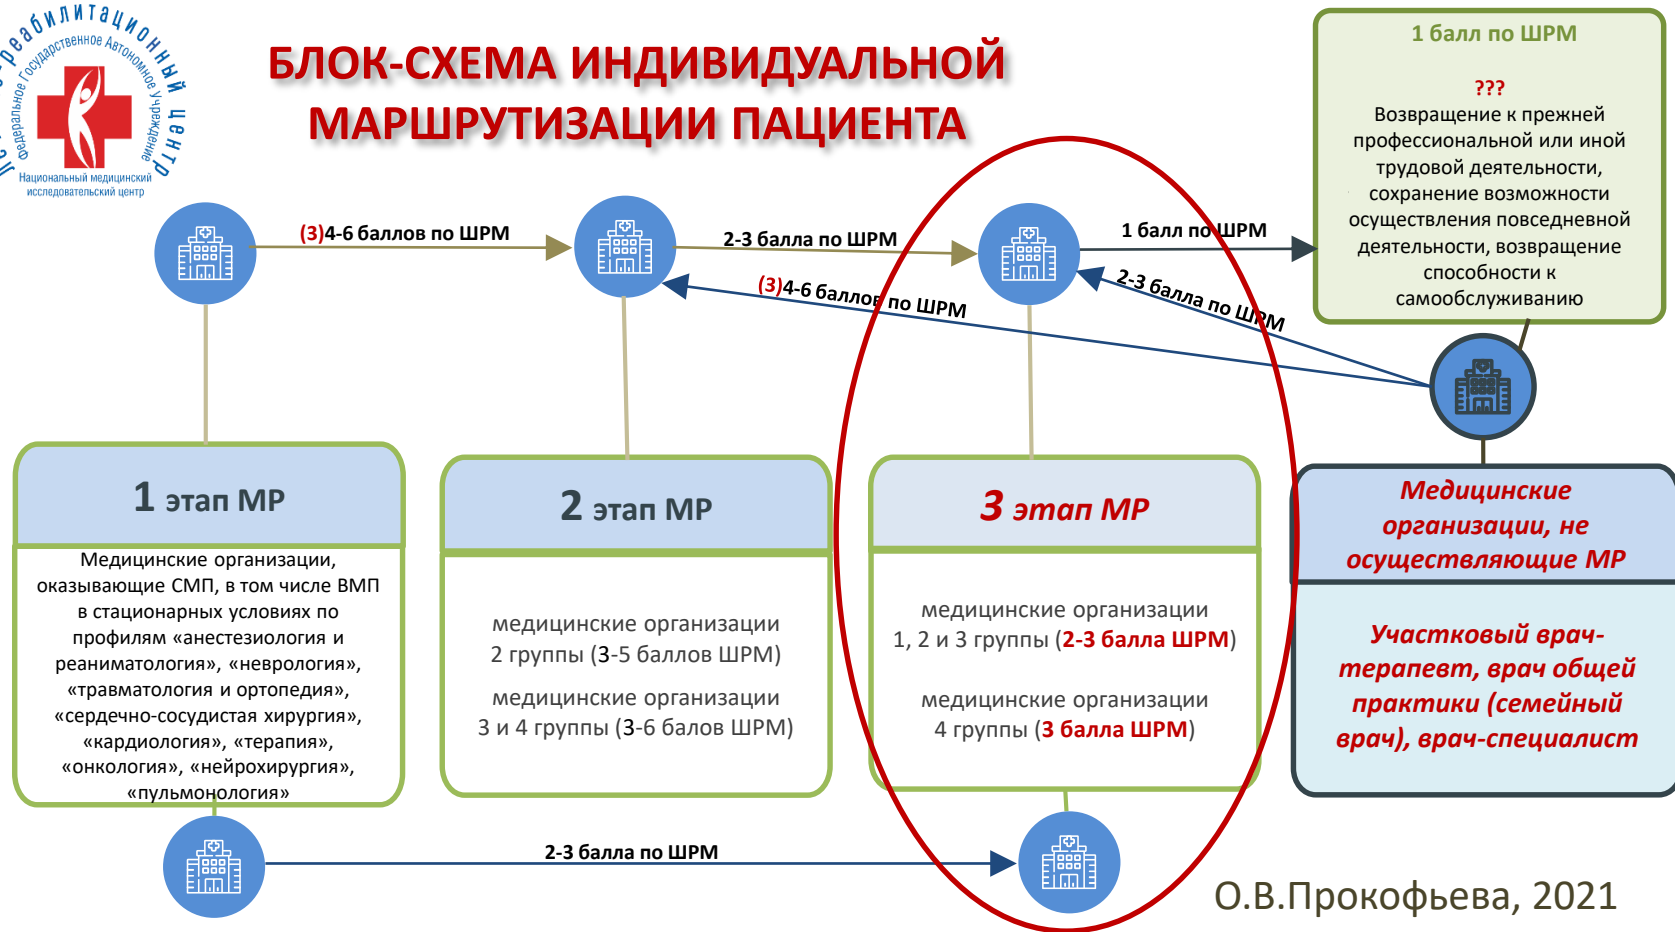 реабилитационный центр
Федеральное Государственное Автономное Учреждение
Национальный медицинский
исследовательский центр
БЛОК-СХЕМА ИНДИВИДУАЛЬНОЙ
МАРШРУТИЗАЦИИ ПАЦИЕНТА
1 балл по ШРМ
???
Возвращение к прежней
профессиональной или иной
трудовой деятельности,
сохранение возможности
осуществления повседневной
деятельности, возвращение
способности к
самообслуживанию
(3)4-6 баллов по ШРМ
2-3 балла по ШРМ
1 балл по ШРМ
(3)4-6 баллов по ШРМ
2-3 балла по ШРМ
1 этап МР
Медицинские организации,
оказывающие СМП, в том числе ВМП
в стационарных условиях по
профилям «анестезиология и
реаниматология», «неврология»,
«травматология и ортопедия»,
«сердечно-сосудистая хирургия»,
«кардиология», «терапия»,
«онкология», «нейрохирургия»,
«пульмонология»
2 этап МР
медицинские организации
2 группы (3-5 баллов ШРМ)
медицинские организации
3 и 4 группы (3-6 балов ШРМ)
3 этап МР
медицинские организации
1, 2 и 3 группы (2-3 балла ШРМ)
медицинские организации
4 группы (3 балла ШРМ)
Медицинские
организации, не
осуществляющие МР
Участковый врач-
терапевт, врач общей
практики (семейный
врач), врач-специалист
2-3 балла по ШРМ
О.В.Прокофьева, 2021